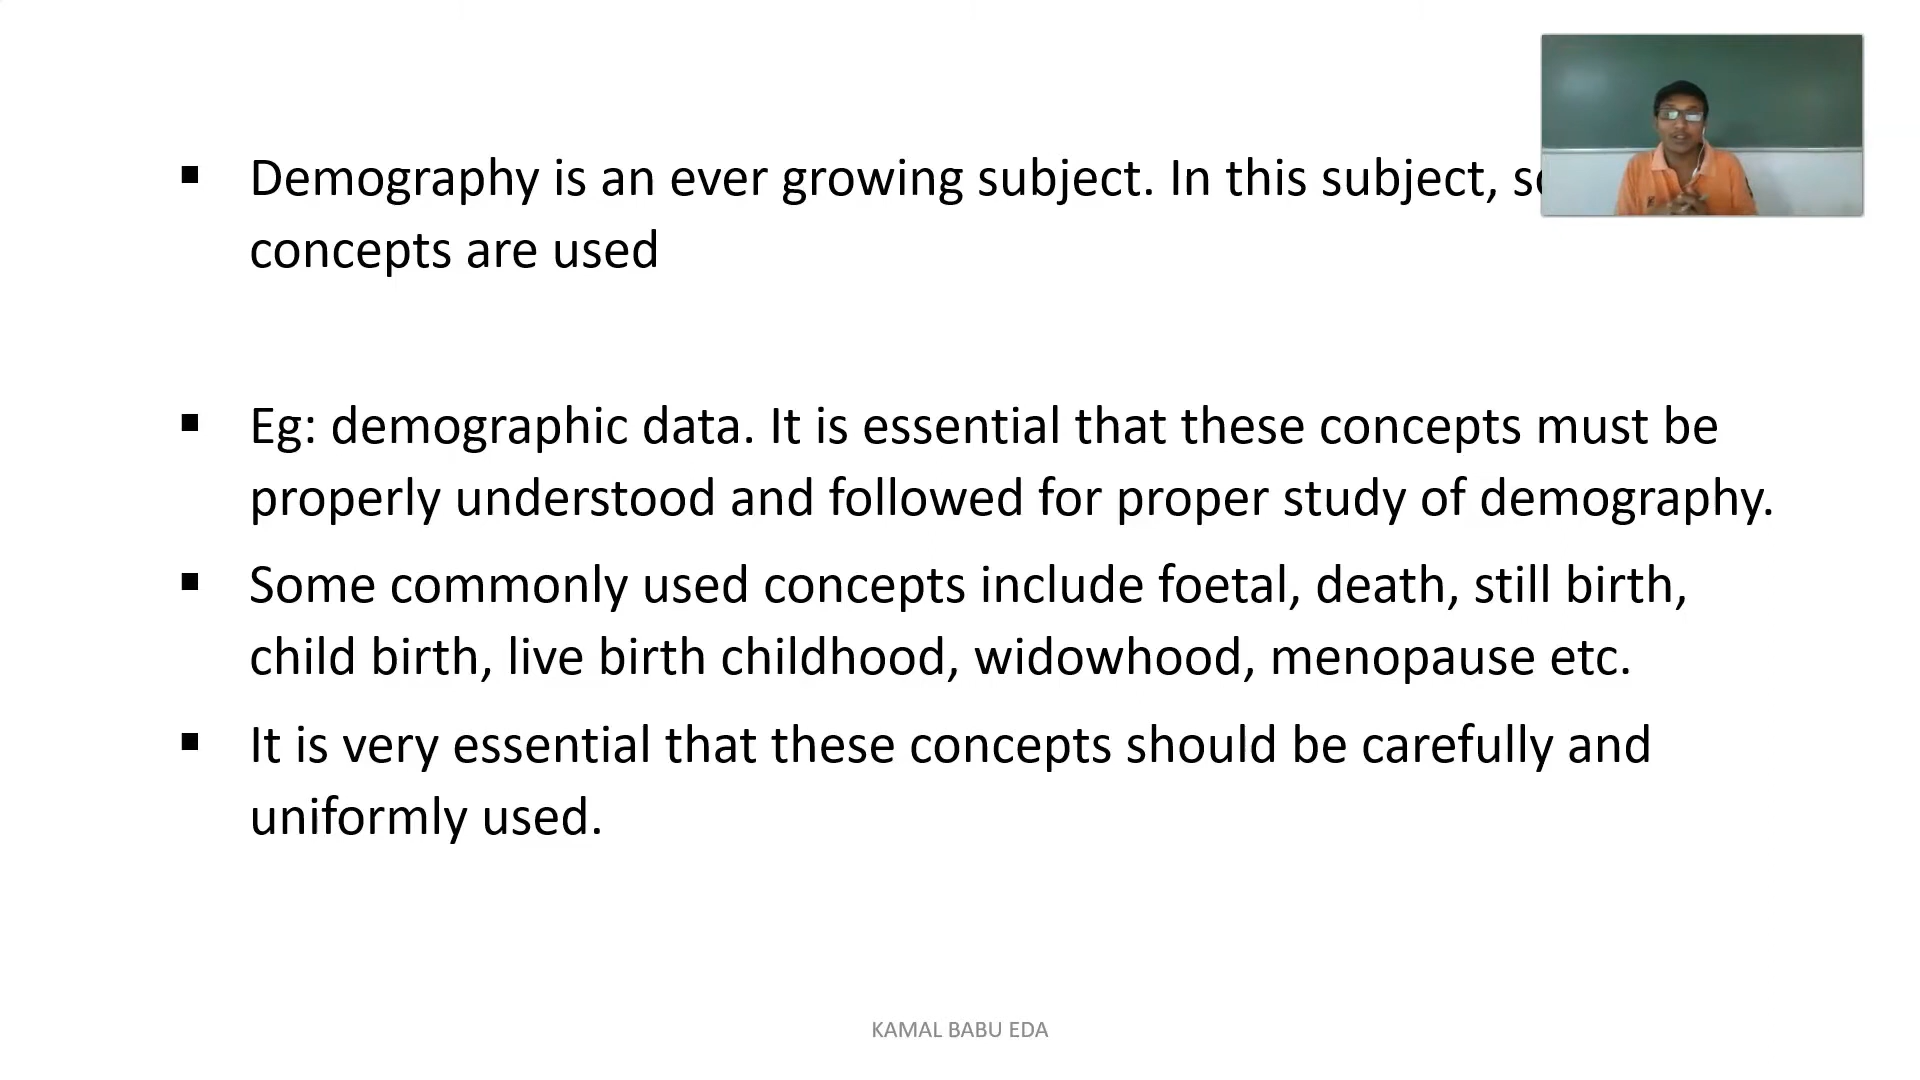 ▪ Demography is an ever growing subject. In this subject,
concepts are used
▪ Eg: demographic data. It is essential that these concepts must be
properly understood and followed for proper study of demography.
▪ Some commonly used concepts include foetal, death, still birth,
child birth, live birth childhood, widowhood, menopause etc.
▪ It is very essential that these concepts should be carefully and
uniformly used.
KAMAL BABU EDA